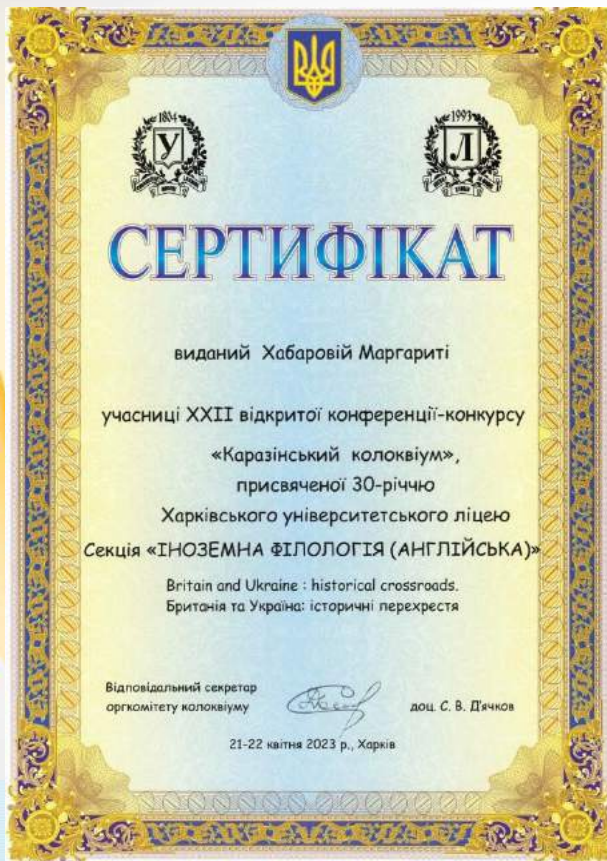 1804
У
1993
Л
СЕРТИФІКАТ
виданий Хабаровій Маргариті
учасниці XXII відкритої конференції-конкурсу
«Каразінський колоквіум»,
присвяченої 30-річчю
Харківського університетського ліцею
Секція «ІНОЗЕМНА ФІЛОЛОГІЯ (АНГЛІЙСЬКА)»
Britain and Ukraine : historical crossroads.
Британія та Україна: історичні перехрестя
Відповідальний секретар
оргкомітету колоквіуму
доц. С. В. Д'ячков
21-22 квітня 2023 р., Харків